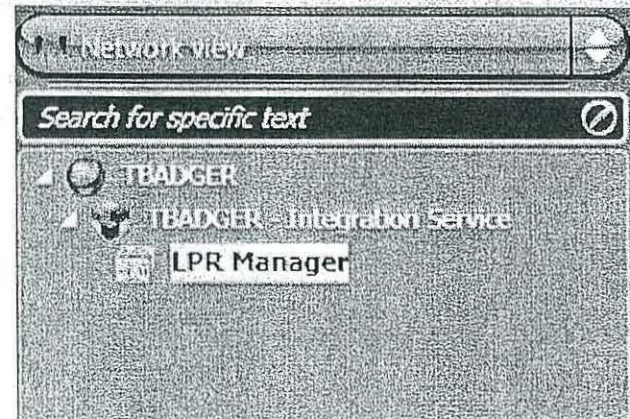 Network view
Search for specific text
TBADGER
TBADGER - Integration Service
LPR Manager